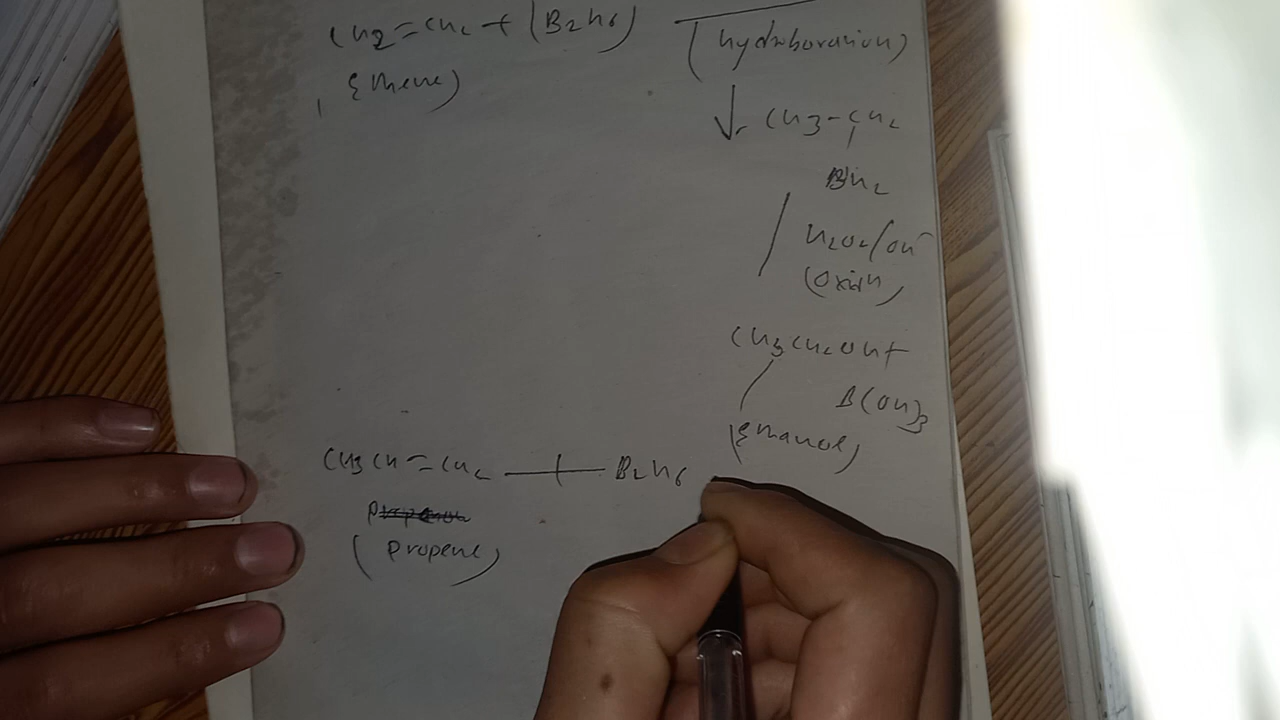 CH2=CH2 + (B2H6)
(hydroboration)
(Ethene)
CH3-CH2
BH2
H2O2/OH-
(Oxidn)
CH3CH2OH+
B(OH)3
(Ethanol)
CH3CH=CH2 + B2H6
(Propene)